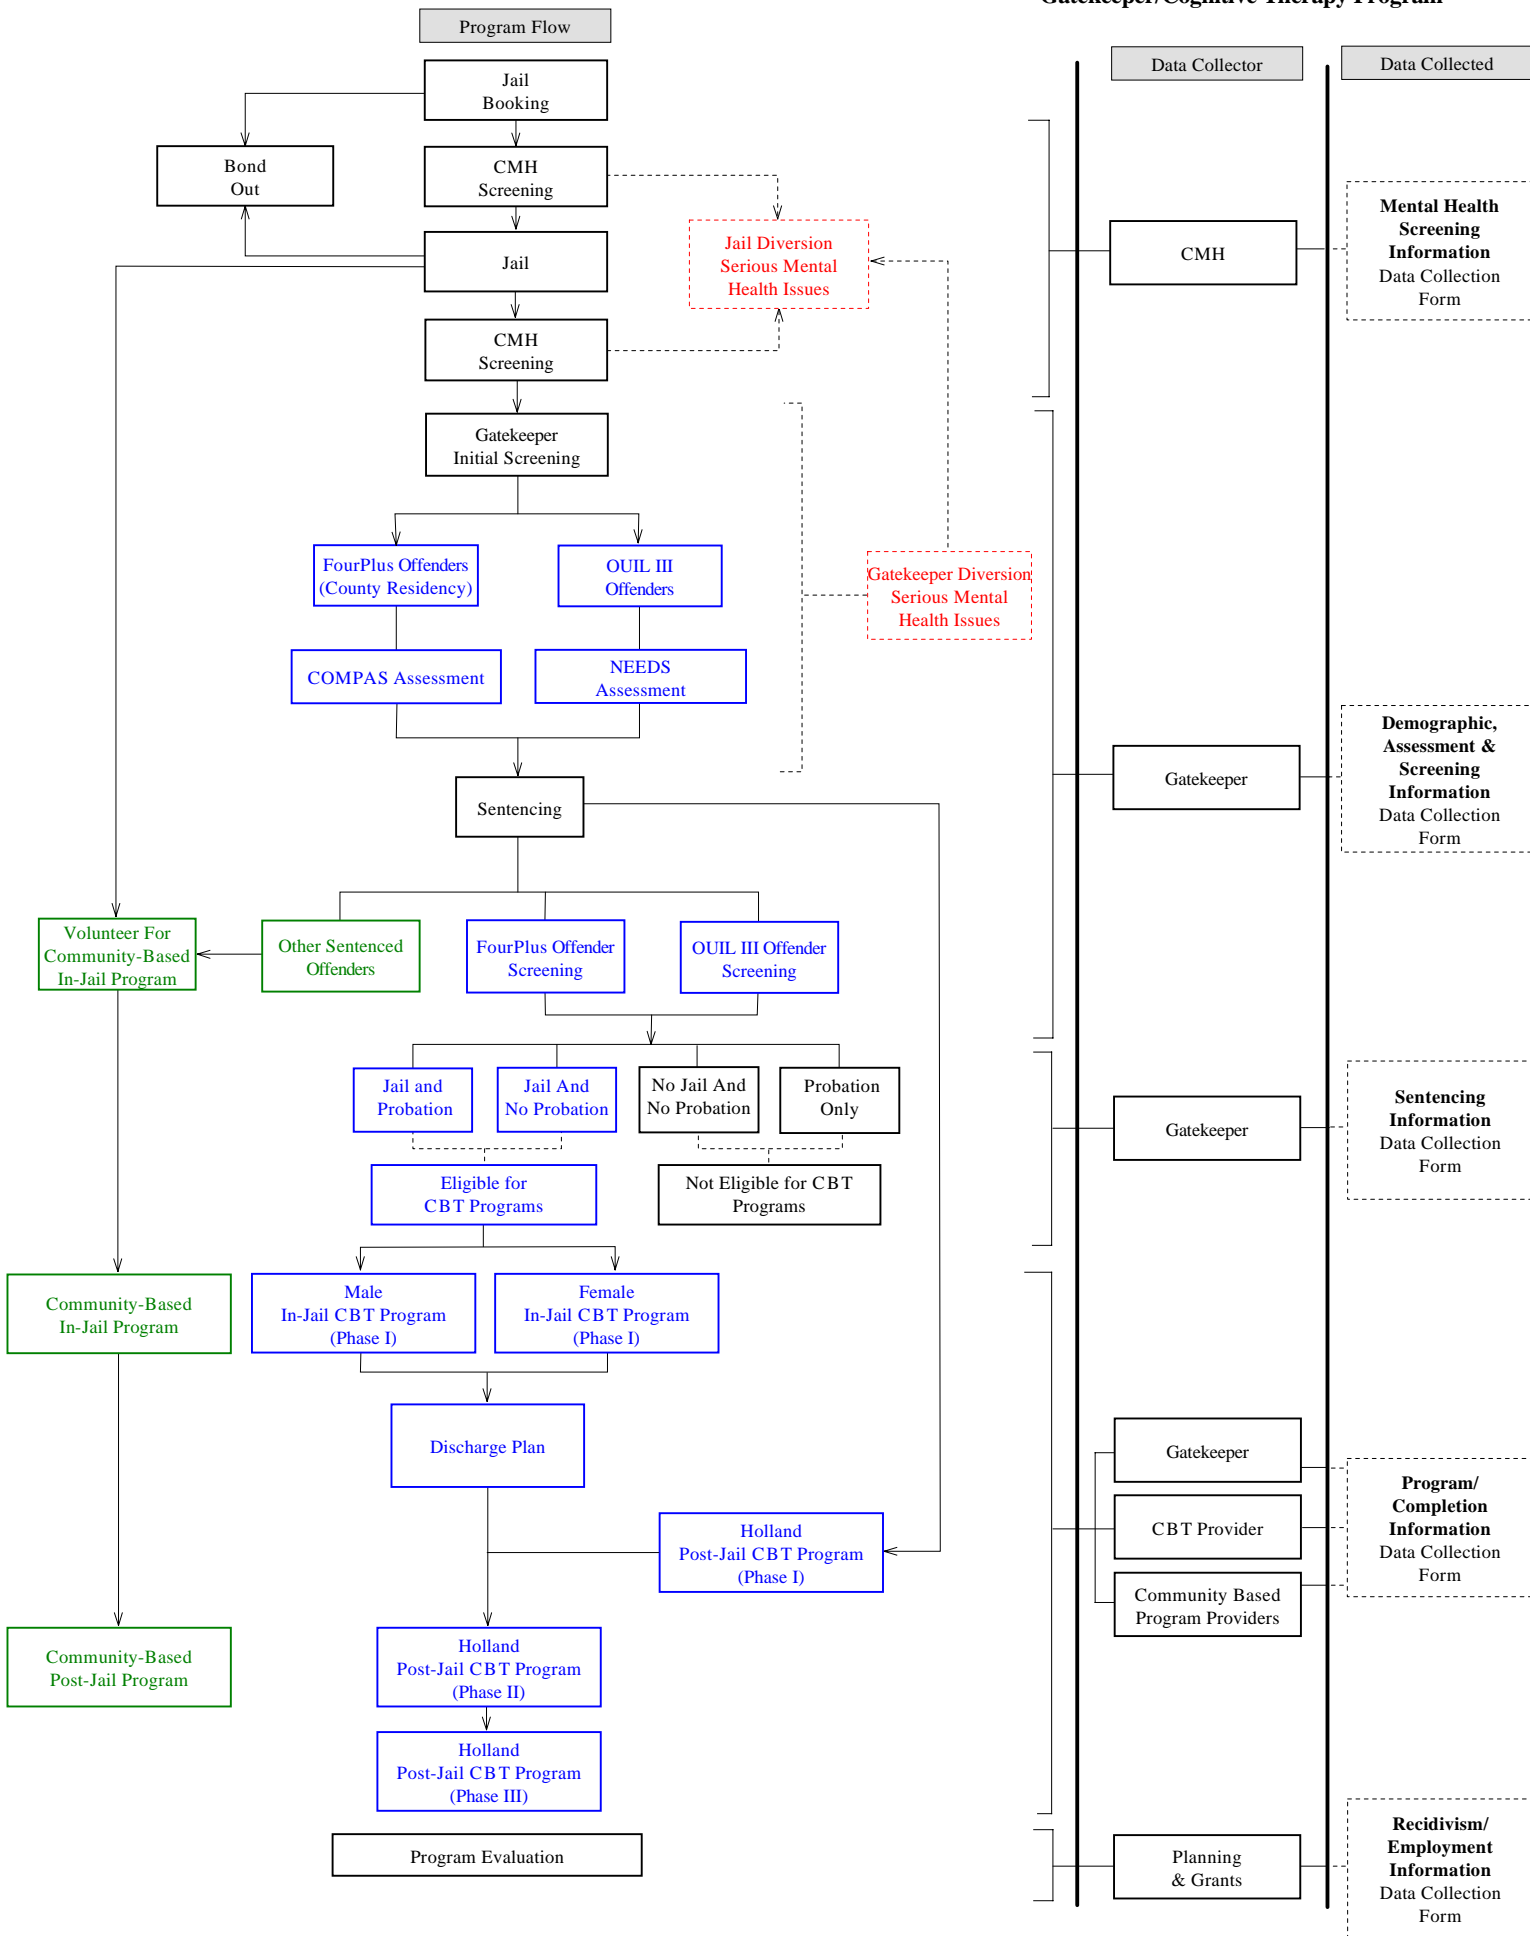 Gatekeeper/Cognitive Therapy Program
Program Flow
Data Collector
Data Collected
Jail
Booking
Bond
Out
CMH
Screening
Jail
Jail Diversion
Serious Mental
Health Issues
CMH
Mental Health
Screening
Information
Data Collection
Form
CMH
Screening
Gatekeeper
Initial Screening
FourPlus Offenders
(County Residency)
OUIL III
Offenders
Gatekeeper Diversion
Serious Mental
Health Issues
COMPAS Assessment
NEEDS
Assessment
Sentencing
Gatekeeper
Demographic,
Assessment &
Screening
Information
Data Collection
Form
Volunteer For
Community-Based
In-Jail Program
Other Sentenced
Offenders
FourPlus Offender
Screening
OUIL III Offender
Screening
Jail and
Probation
Jail And
No Probation
No Jail And
No Probation
Probation
Only
Gatekeeper
Sentencing
Information
Data Collection
Form
Eligible for
CBT Programs
Not Eligible for CBT
Programs
Community-Based
In-Jail Program
Male
In-Jail CBT Program
(Phase I)
Female
In-Jail CBT Program
(Phase I)
Discharge Plan
Gatekeeper
CBT Provider
Community Based
Program Providers
Program/
Completion
Information
Data Collection
Form
Holland
Post-Jail CBT Program
(Phase I)
Community-Based
Post-Jail Program
Holland
Post-Jail CBT Program
(Phase II)
Holland
Post-Jail CBT Program
(Phase III)
Program Evaluation
Planning
& Grants
Recidivism/
Employment
Information
Data Collection
Form